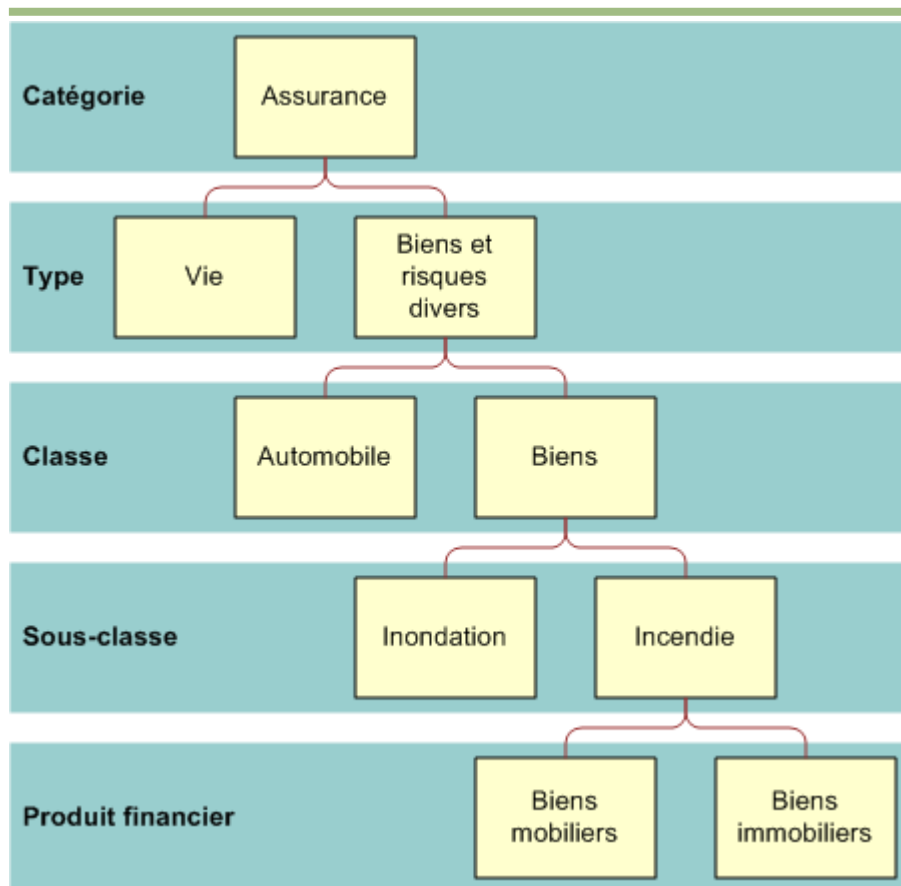 Catégorie
Assurance
Type
Vie
Biens et
risques
divers
Classe
Automobile
Biens
Sous-classe
Inondation
Incendie
Produit financier
Biens
mobiliers
Biens
immobiliers